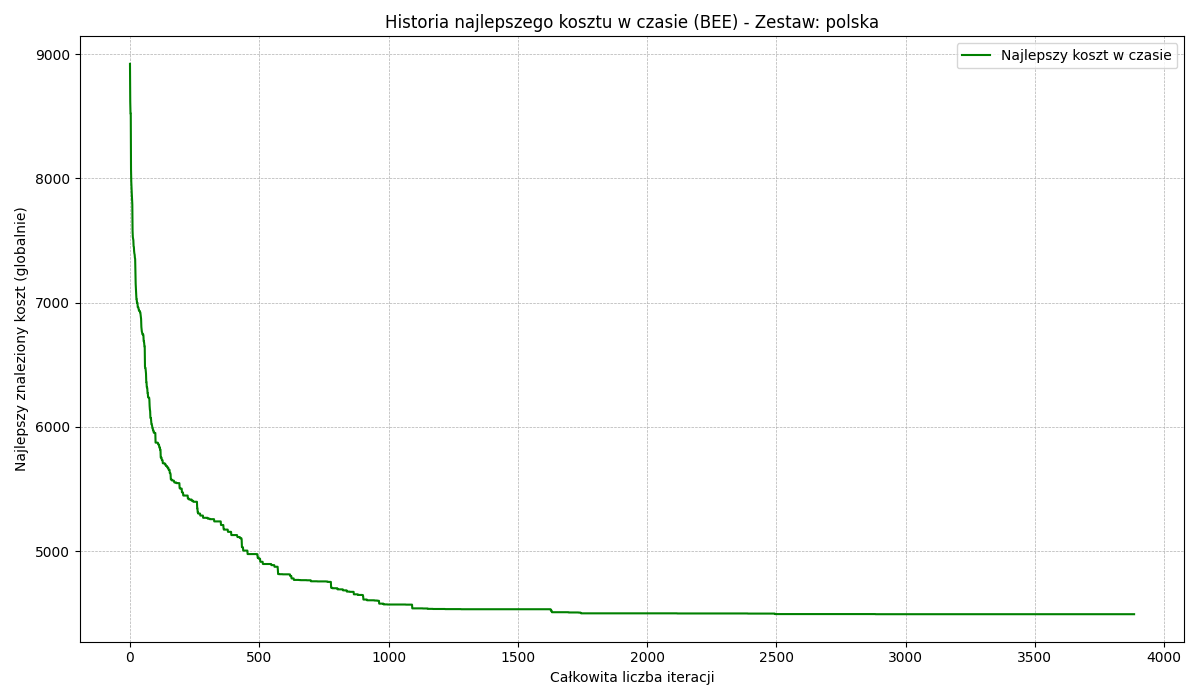 Historia najlepszego kosztu w czasie (BEE) - Zestaw: polska
Najlepszy koszt w czasie
Najlepszy znaleziony koszt (globalnie)
9000
8000
7000
6000
5000
0 500 1000 1500 2000 2500 3000 3500 4000
Całkowita liczba iteracji